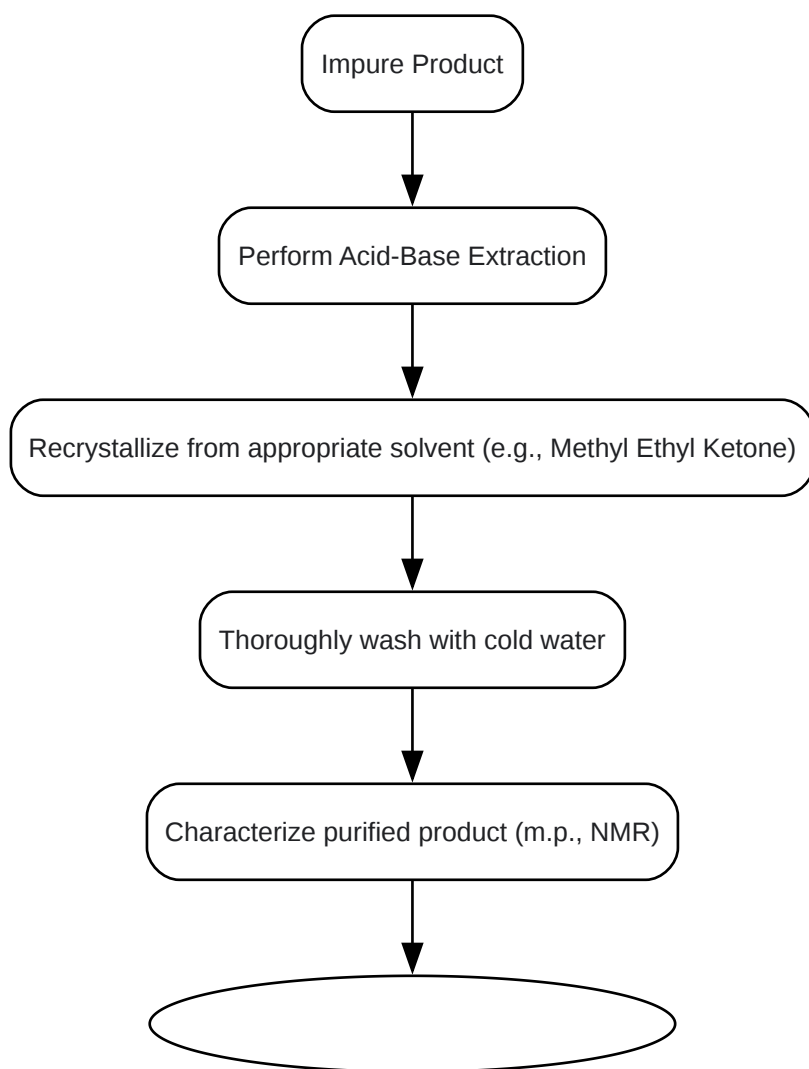 Impure Product
Perform Acid-Base Extraction
Recrystallize from appropriate solvent (e.g., Methyl Ethyl Ketone)
Thoroughly wash with cold water
Characterize purified product (m.p., NMR)